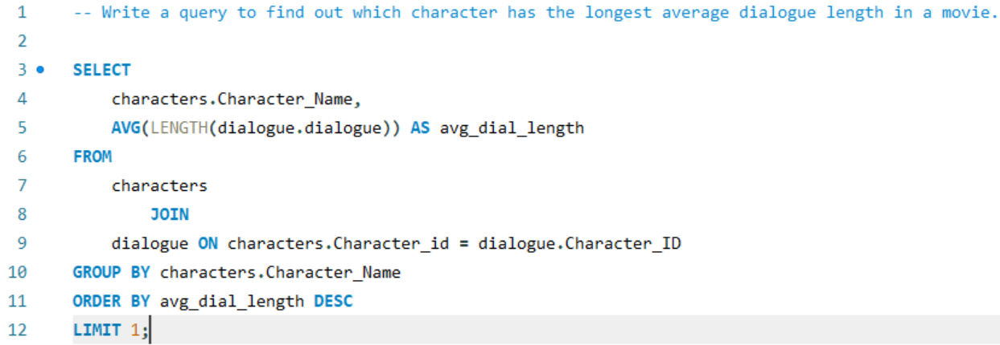 1 -- Write a query to find out which character has the longest average dialogue length in a movie.
2
3 SELECT
4 characters.Character_Name,
5 AVG(LENGTH(dialogue.dialogue)) AS avg_dial_length
6 FROM
7 characters
8 JOIN
9 dialogue ON characters.Character_id = dialogue.Character_ID
10 GROUP BY characters.Character_Name
11 ORDER BY avg_dial_length DESC
12 LIMIT 1;